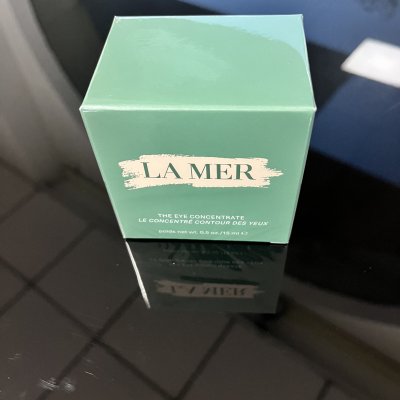 LA MER
THE EYE CONCENTRATE
LE CONCENTRÉ CONTOUR DES YEUX
poids net wt. 0.5 oz./15 ml ℮